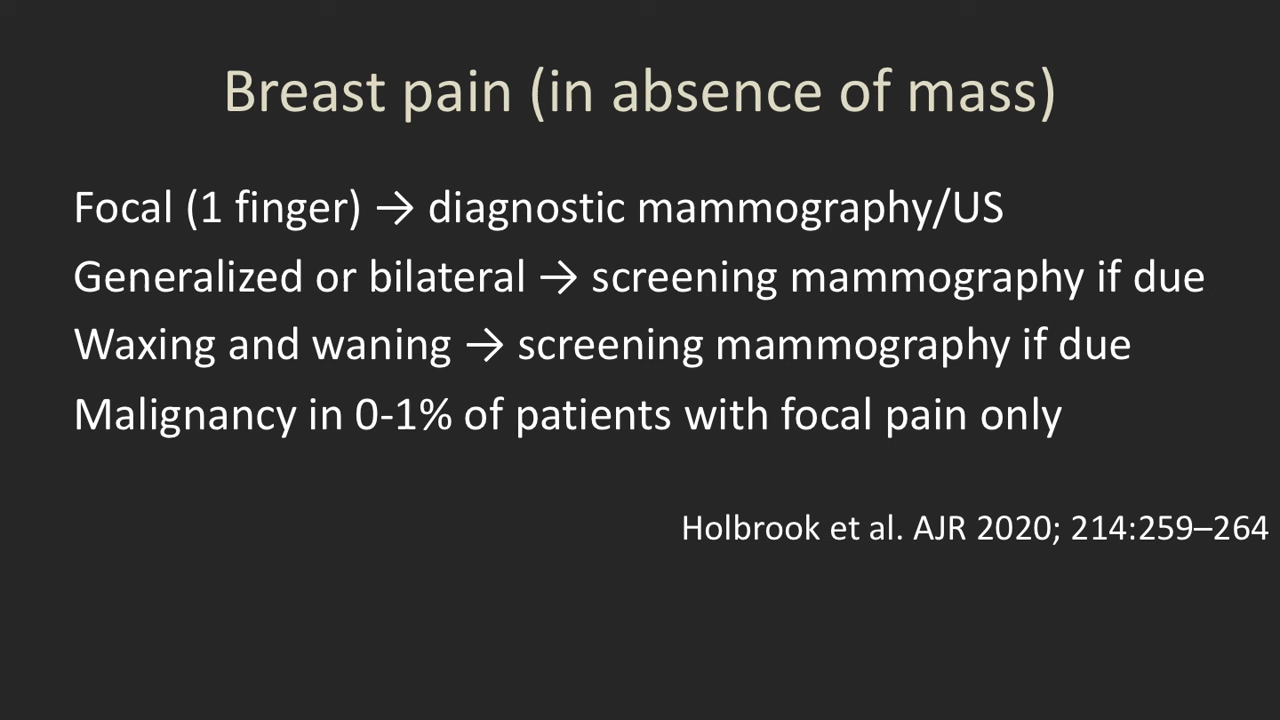 Breast pain (in absence of mass)
Focal (1 finger) → diagnostic mammography/US
Generalized or bilateral → screening mammography if due
Waxing and waning → screening mammography if due
Malignancy in 0-1% of patients with focal pain only
Holbrook et al. AJR 2020; 214:259–264